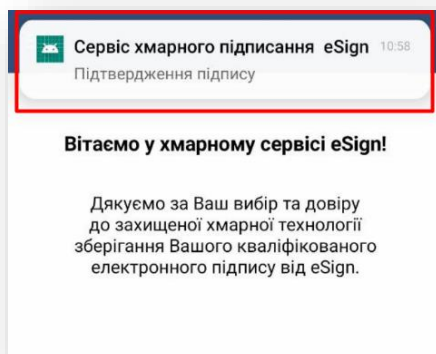 Сервіс хмарного підписання eSign 10:58
Підтвердження підпису
Вітаємо у хмарному сервісі eSign!
Дякуємо за Ваш вибір та довіру
до захищеної хмарної технології
зберігання Вашого кваліфікованого
електронного підпису від eSign.